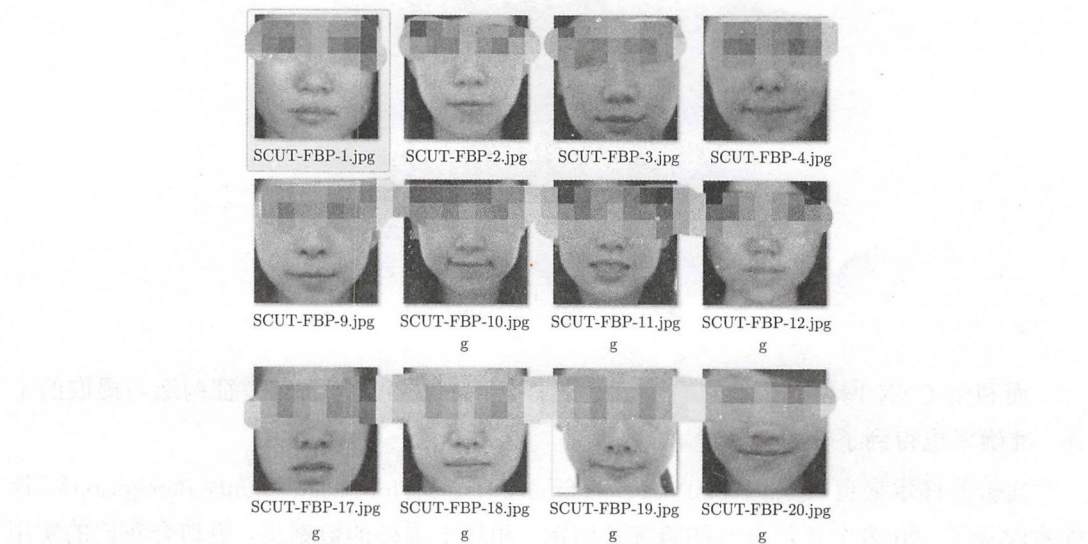 SCUT-FBP-1.jpg SCUT-FBP-2.jpg SCUT-FBP-3.jpg SCUT-FBP-4.jpg
SCUT-FBP-9.jpg SCUT-FBP-10.jpg SCUT-FBP-11.jpg SCUT-FBP-12.jpg
g g g
SCUT-FBP-17.jpg SCUT-FBP-18.jpg SCUT-FBP-19.jpg SCUT-FBP-20.jpg
g g g g